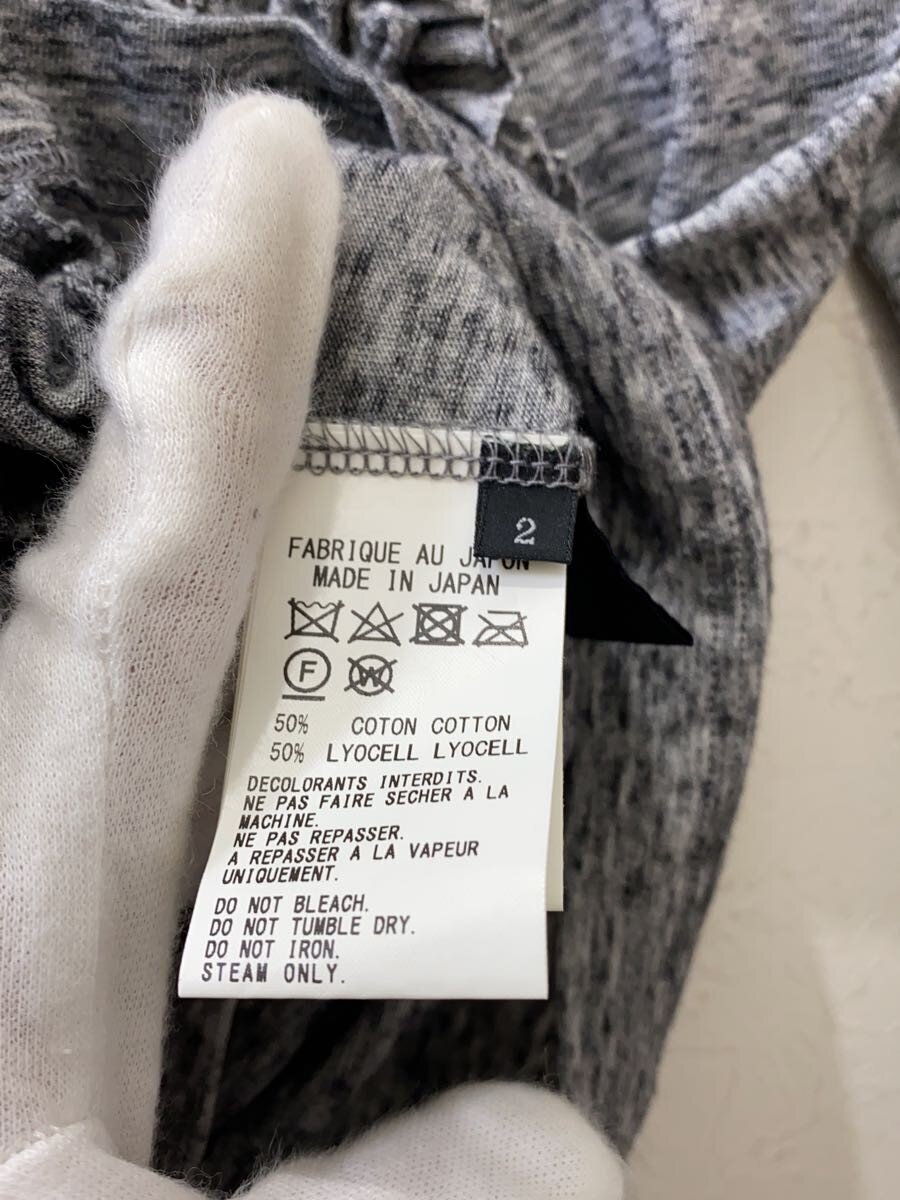 2
FABRIQUE AU JAPON
MADE IN JAPAN
F W
50% COTON COTTON
50% LYOCELL LYOCELL
DECOLORANTS INTERDITS.
NE PAS FAIRE SECHER A LA
MACHINE.
NE PAS REPASSER.
A REPASSER A LA VAPEUR
UNIQUEMENT.
DO NOT BLEACH.
DO NOT TUMBLE DRY.
DO NOT IRON.
STEAM ONLY.